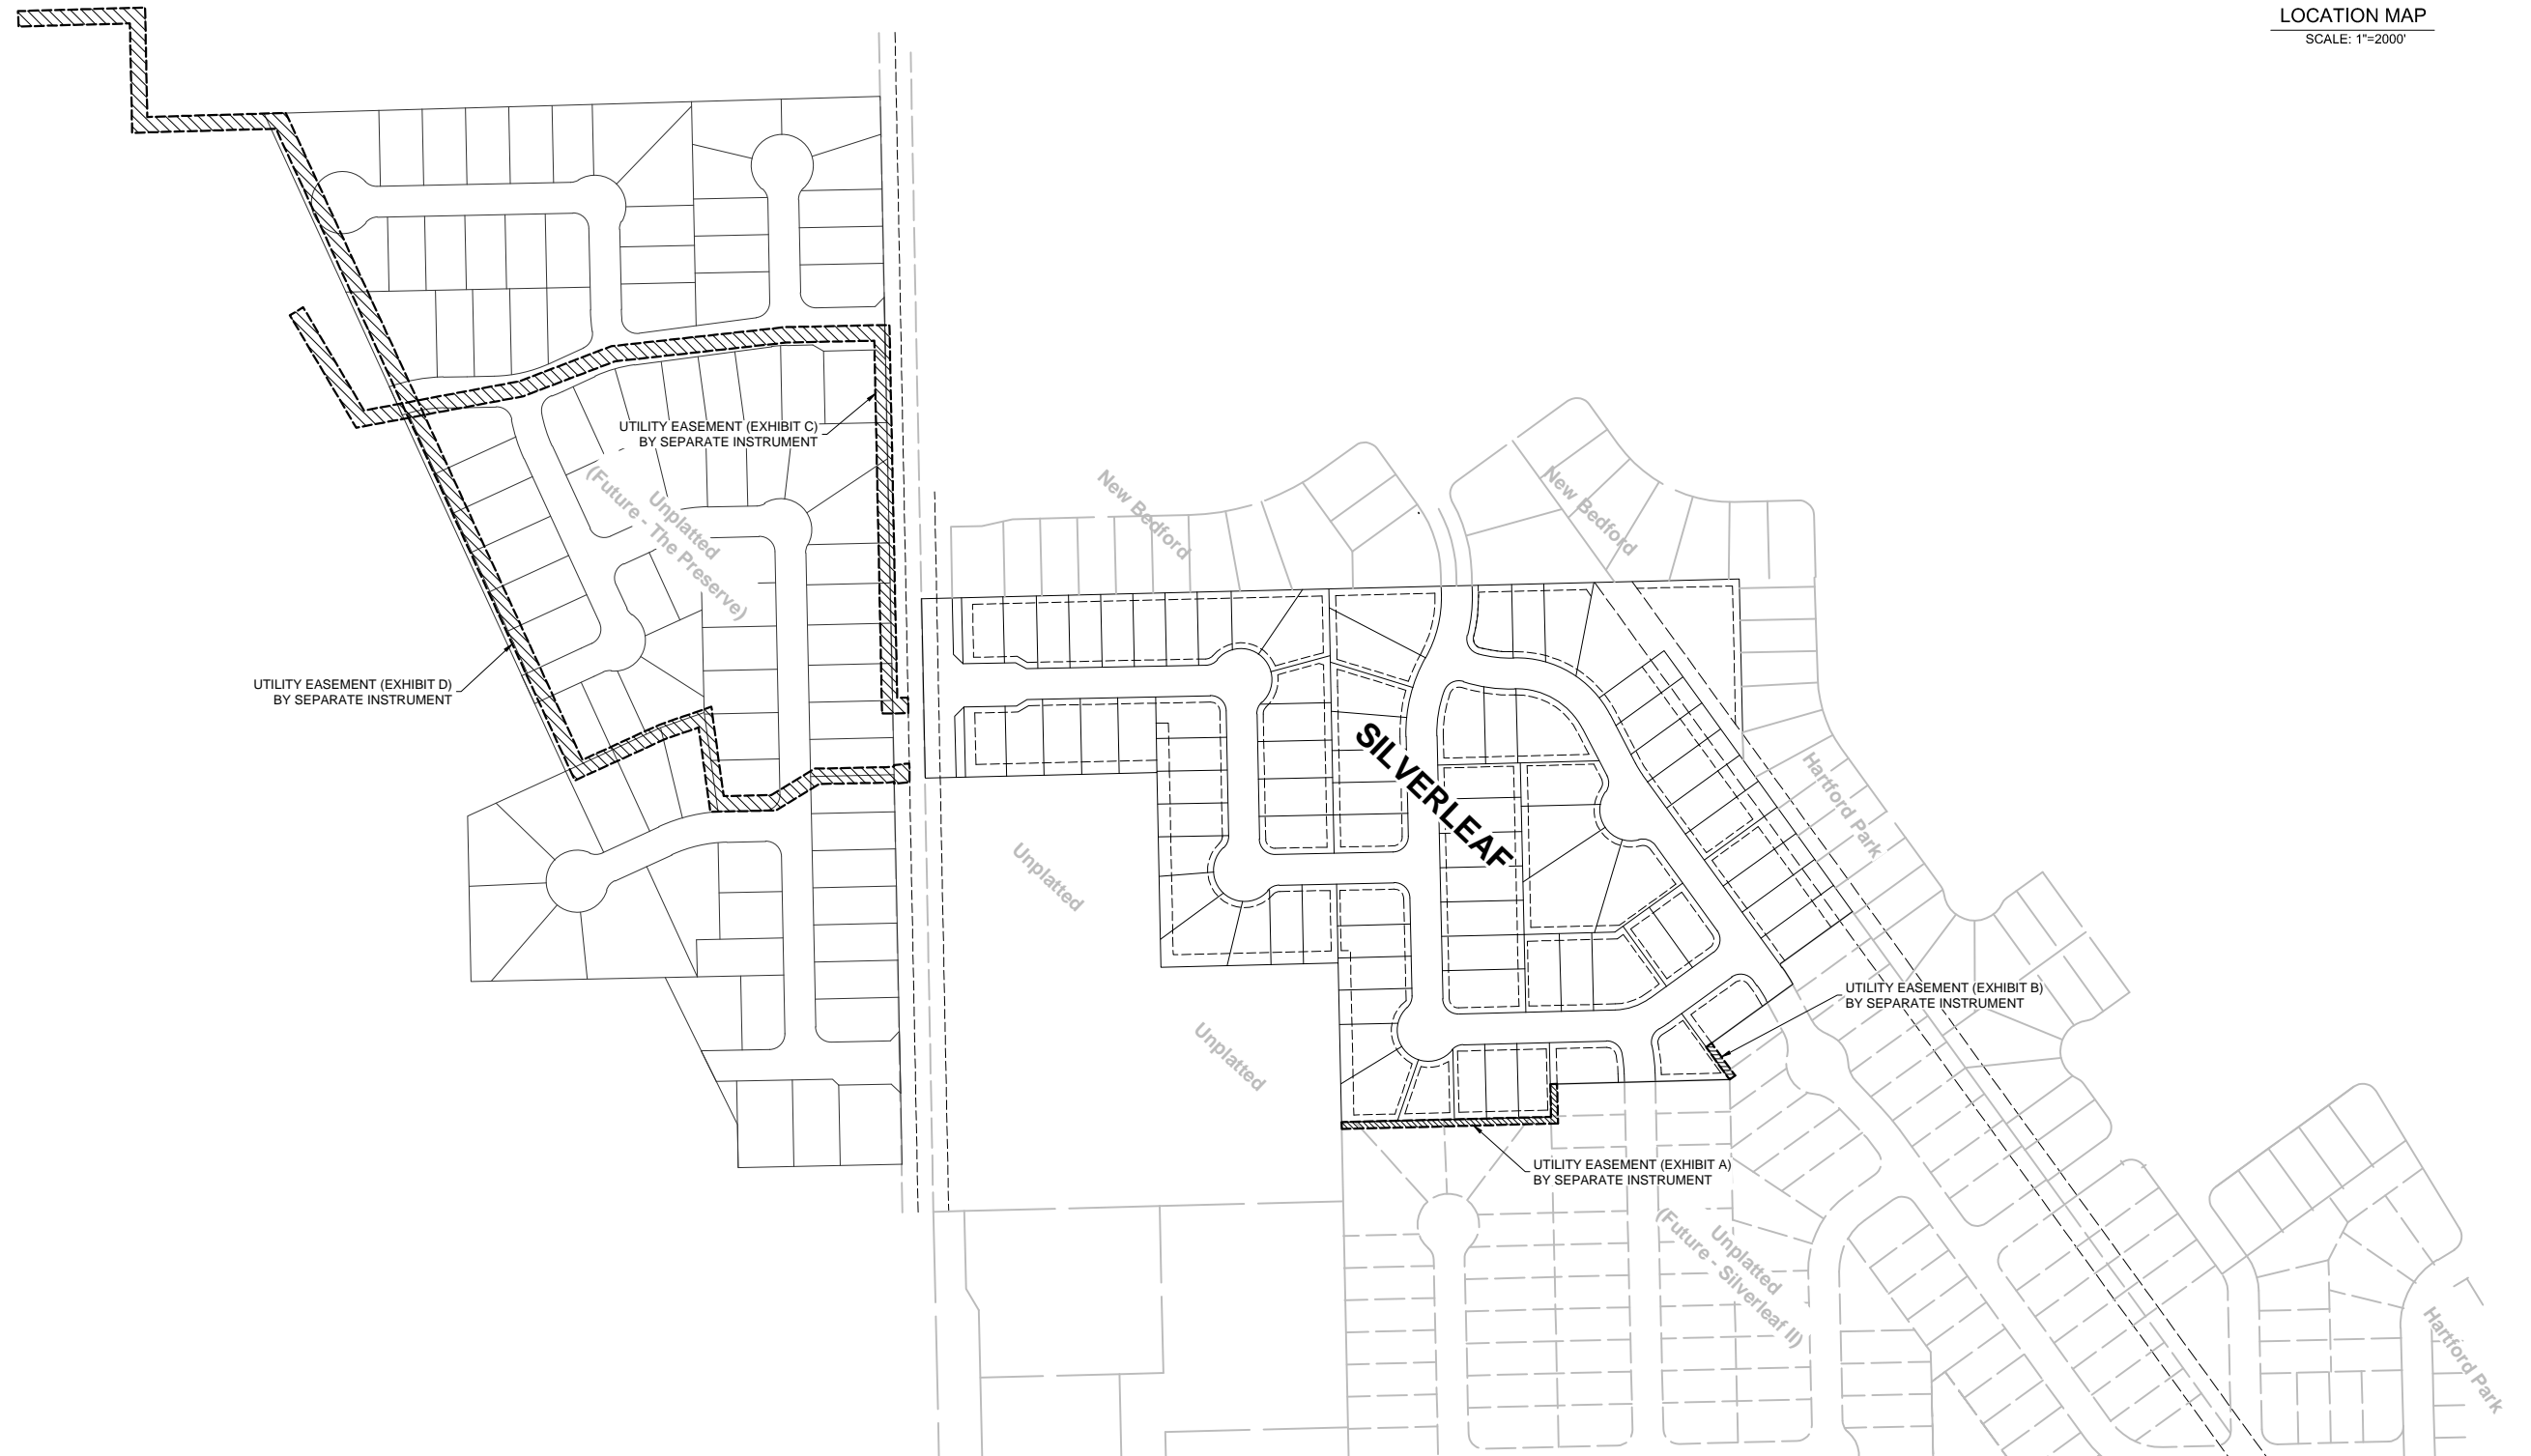 LOCATION MAP
SCALE: 1"=2000'
UTILITY EASEMENT (EXHIBIT C)
BY SEPARATE INSTRUMENT
Unplatted
(Future - The Preserve)
New Bedford
New Bedford
UTILITY EASEMENT (EXHIBIT D)
BY SEPARATE INSTRUMENT
SILVERLEAF
Hartford Park
Unplatted
UTILITY EASEMENT (EXHIBIT B)
BY SEPARATE INSTRUMENT
Unplatted
UTILITY EASEMENT (EXHIBIT A)
BY SEPARATE INSTRUMENT
Unplatted
(Future - Silverleaf II)
Hartford Park